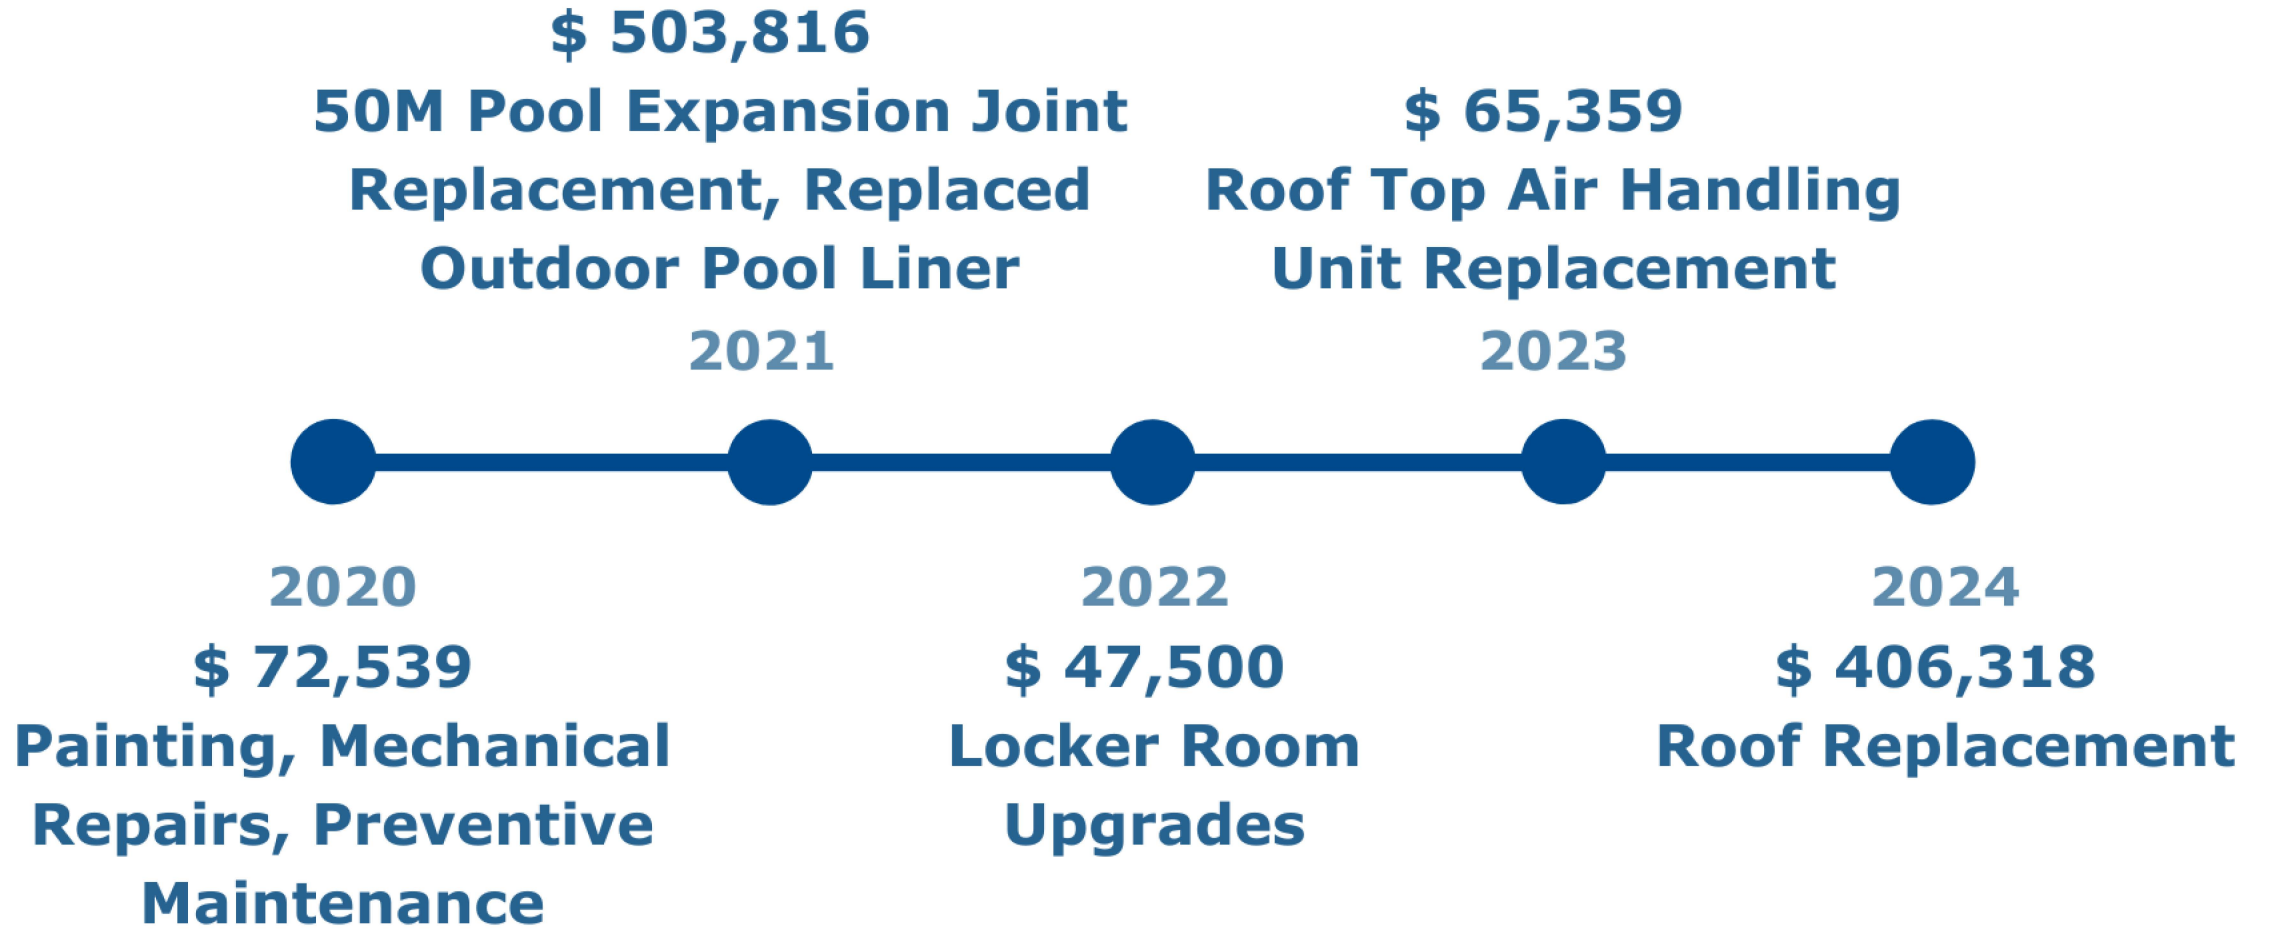 $ 503,816
50M Pool Expansion Joint
Replacement, Replaced
Outdoor Pool Liner
2021
$ 65,359
Roof Top Air Handling
Unit Replacement
2023
2020
$ 72,539
Painting, Mechanical
Repairs, Preventive
Maintenance
2022
$ 47,500
Locker Room
Upgrades
2024
$ 406,318
Roof Replacement